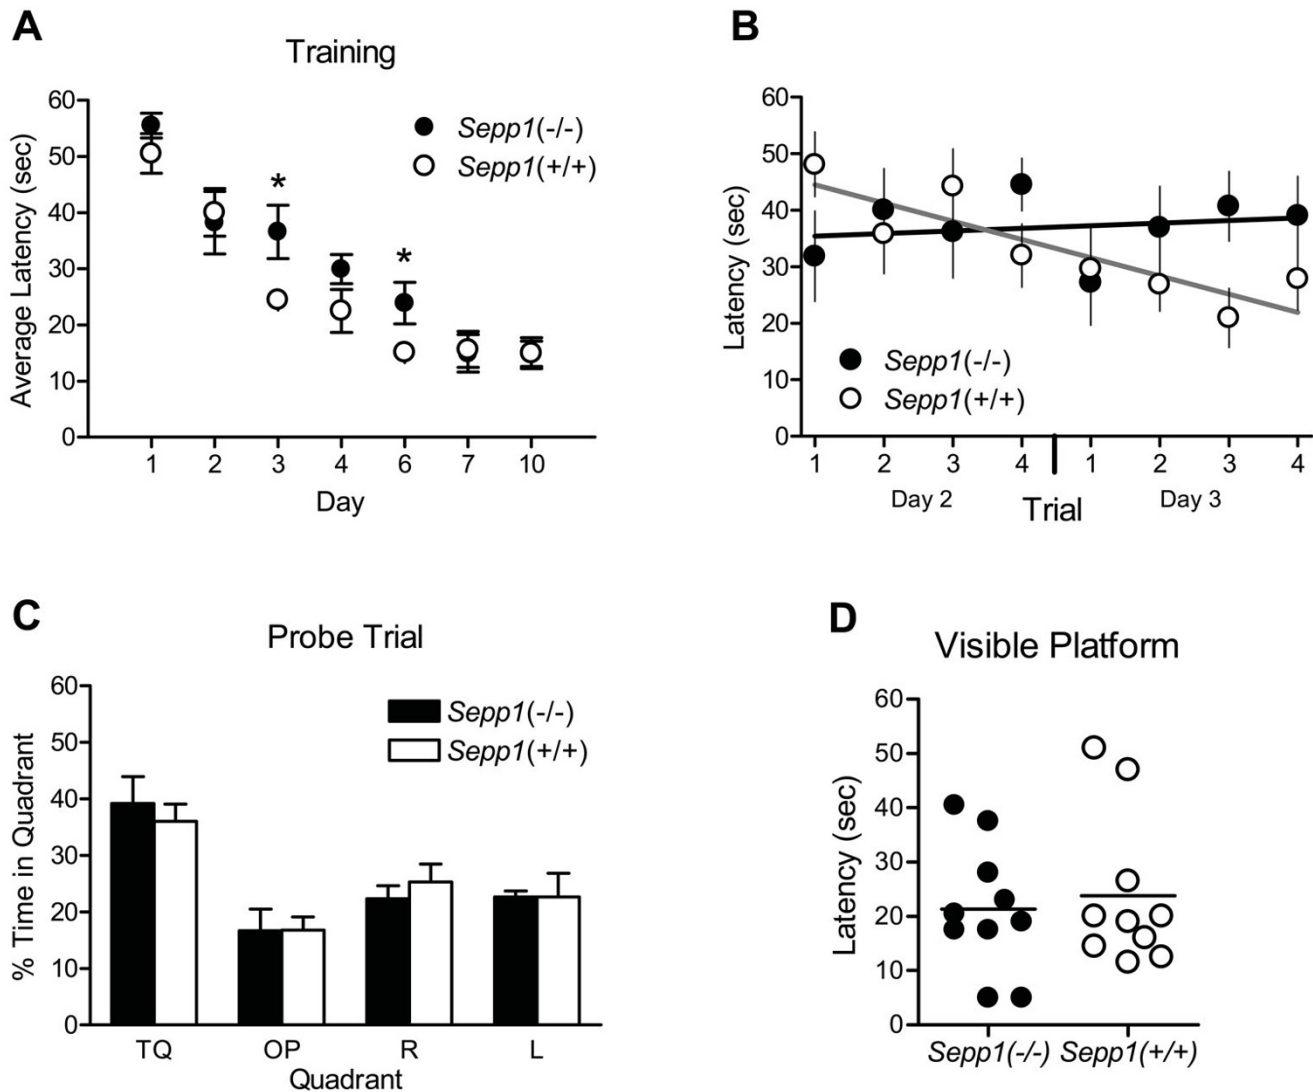 A
Training
Average Latency (sec)
60
50
40
30
20
10
0
*
*
Sepp1(-/-)
Sepp1(+/+)
1 2 3 4 6 7 10
Day
B
Latency (sec)
60
50
40
30
20
10
0
Sepp1(-/-)
Sepp1(+/+)
1 2 3 4 1 2 3 4
Day 2 Day 3
Trial
C
Probe Trial
% Time in Quadrant
60
50
40
30
20
10
0
Sepp1(-/-)
Sepp1(+/+)
TQ OP R L
Quadrant
D
Visible Platform
Latency (sec)
60
50
40
30
20
10
0
Sepp1(-/-) Sepp1(+/+)